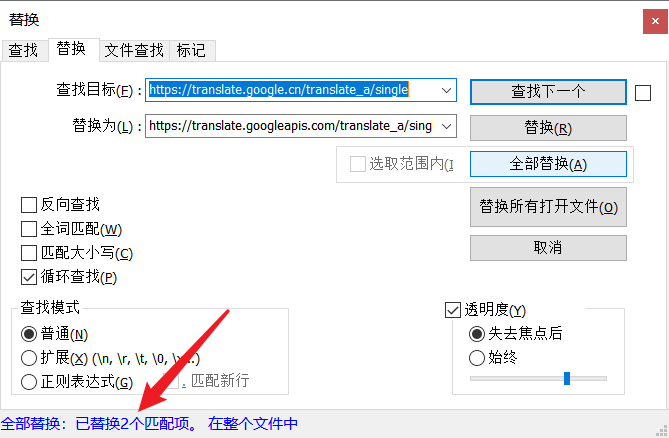 替换
查找 替换 文件查找 标记
查找目标(F) : https://translate.google.cn/translate_a/single 查找下一个
替换为(L) : https://translate.googleapis.com/translate_a/sing 替换(R)
选取范围内(I 全部替换(A)
反向查找 替换所有打开文件(O)
全词匹配(W)
匹配大小写(C) 取消
循环查找(P)
查找模式 透明度(Y)
普通(N) 失去焦点后
扩展(X) (\n, \r, \t, \0, \x...) 始终
正则表达式(G) . 匹配新行
全部替换: 已替换2个匹配项。 在整个文件中